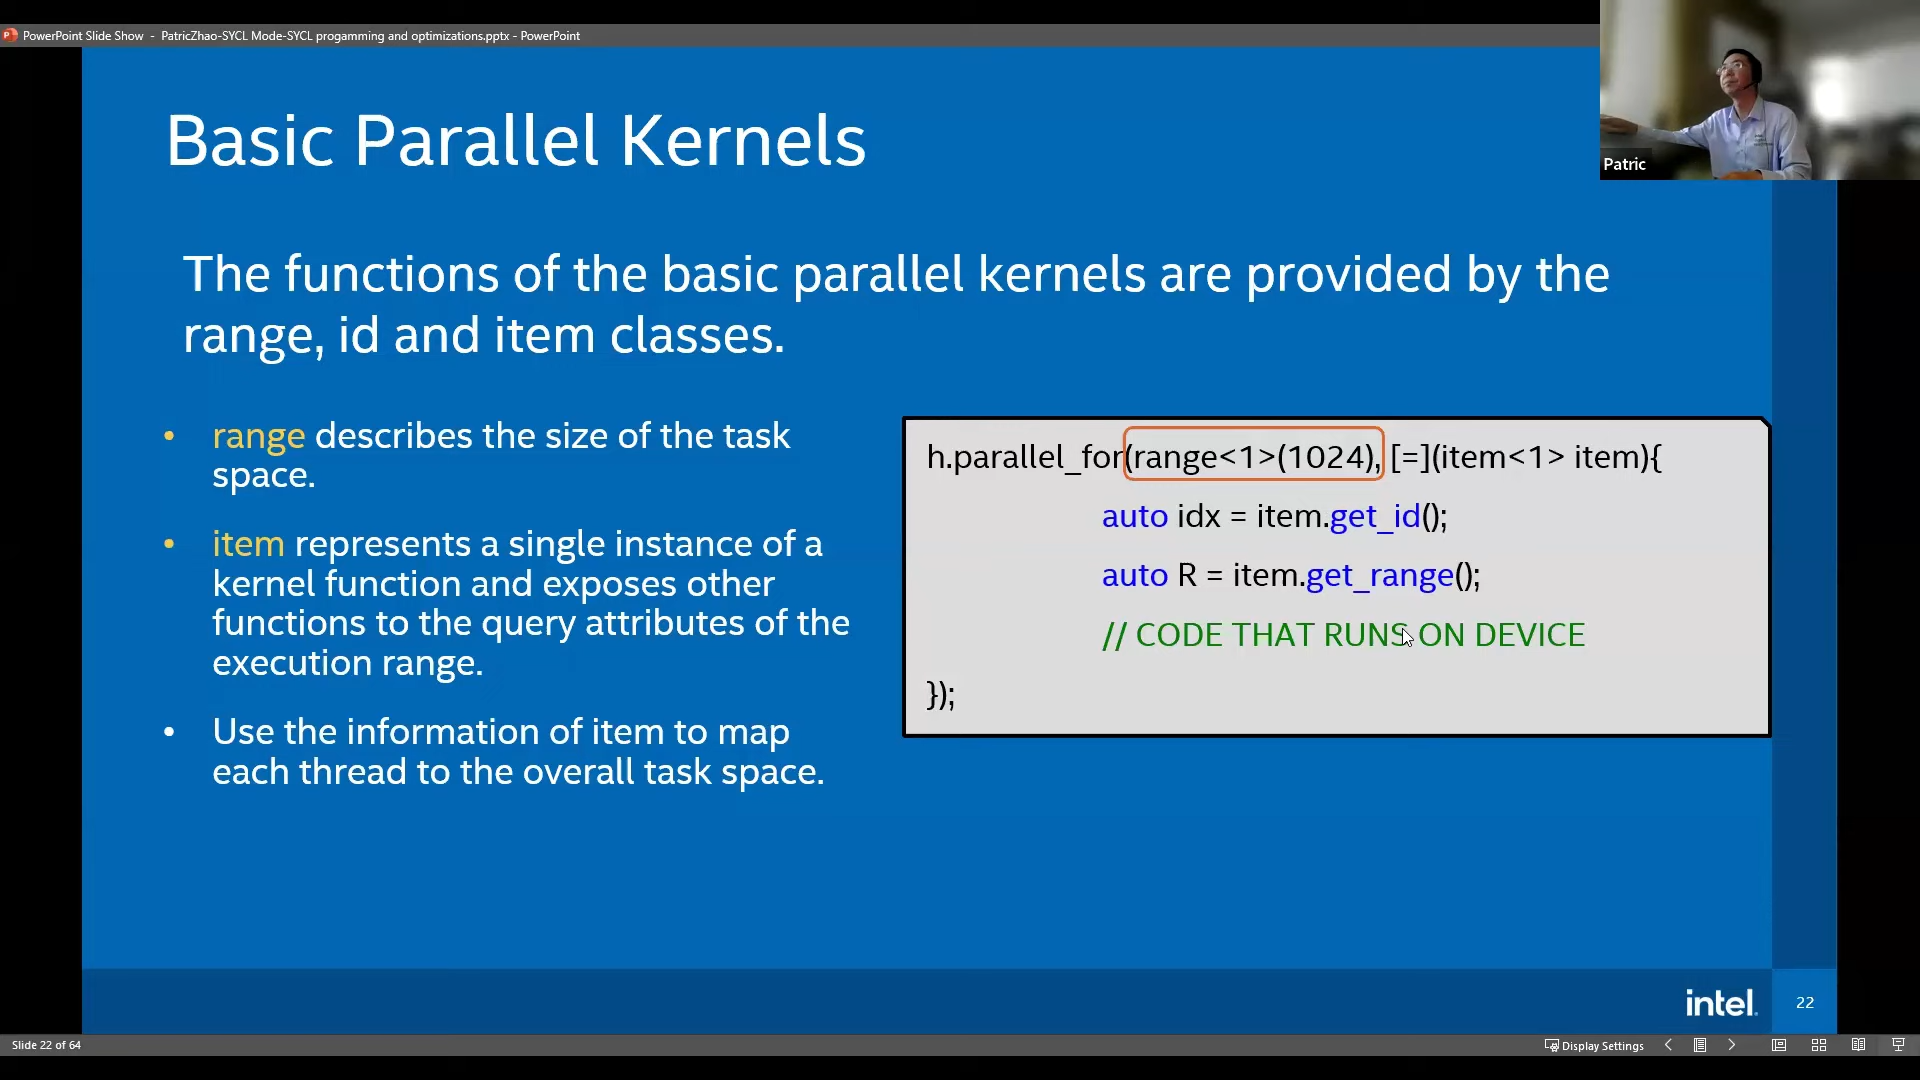 PowerPoint Slide Show - PatricZhao-SYCL Mode-SYCL progamming and optimizations.pptx - PowerPoint
Patric
Basic Parallel Kernels
The functions of the basic parallel kernels are provided by the
range, id and item classes.
• range describes the size of the task
space.
• item represents a single instance of a
kernel function and exposes other
functions to the query attributes of the
execution range.
• Use the information of item to map
each thread to the overall task space.
h.parallel_for(range<1>(1024), [=](item<1> item){
auto idx = item.get_id();
auto R = item.get_range();
// CODE THAT RUNS ON DEVICE
});
intel.
22
Slide 22 of 64
Display Settings